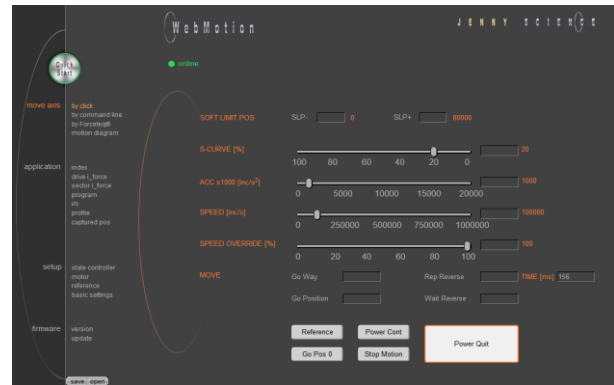 WebMotion
JENNY SCIENCE
Quick Start
online
move axis
by click
by command line
by Forceteq®
motion diagram
SOFT LIMIT POS SLP- 0 SLP+ 80000
S-CURVE [%] 20
100 80 60 40 20 0
application
index
drive i_force
sector i_force
program
i/o
profile
captured pos
ACC x1000 [inc/s²] 1000
0 5000 10000 15000 20000
SPEED [inc/s] 100000
0 250000 500000 750000 1000000
SPEED OVERRIDE [%] 100
0 20 40 60 80 100
setup
state controller
motor
reference
basic settings
MOVE Go Way Rep Reverse TIME [ms] 156
Go Position Wait Reverse
firmware
version
update
Reference Power Cont Power Quit
Go Pos 0 Stop Motion
save open